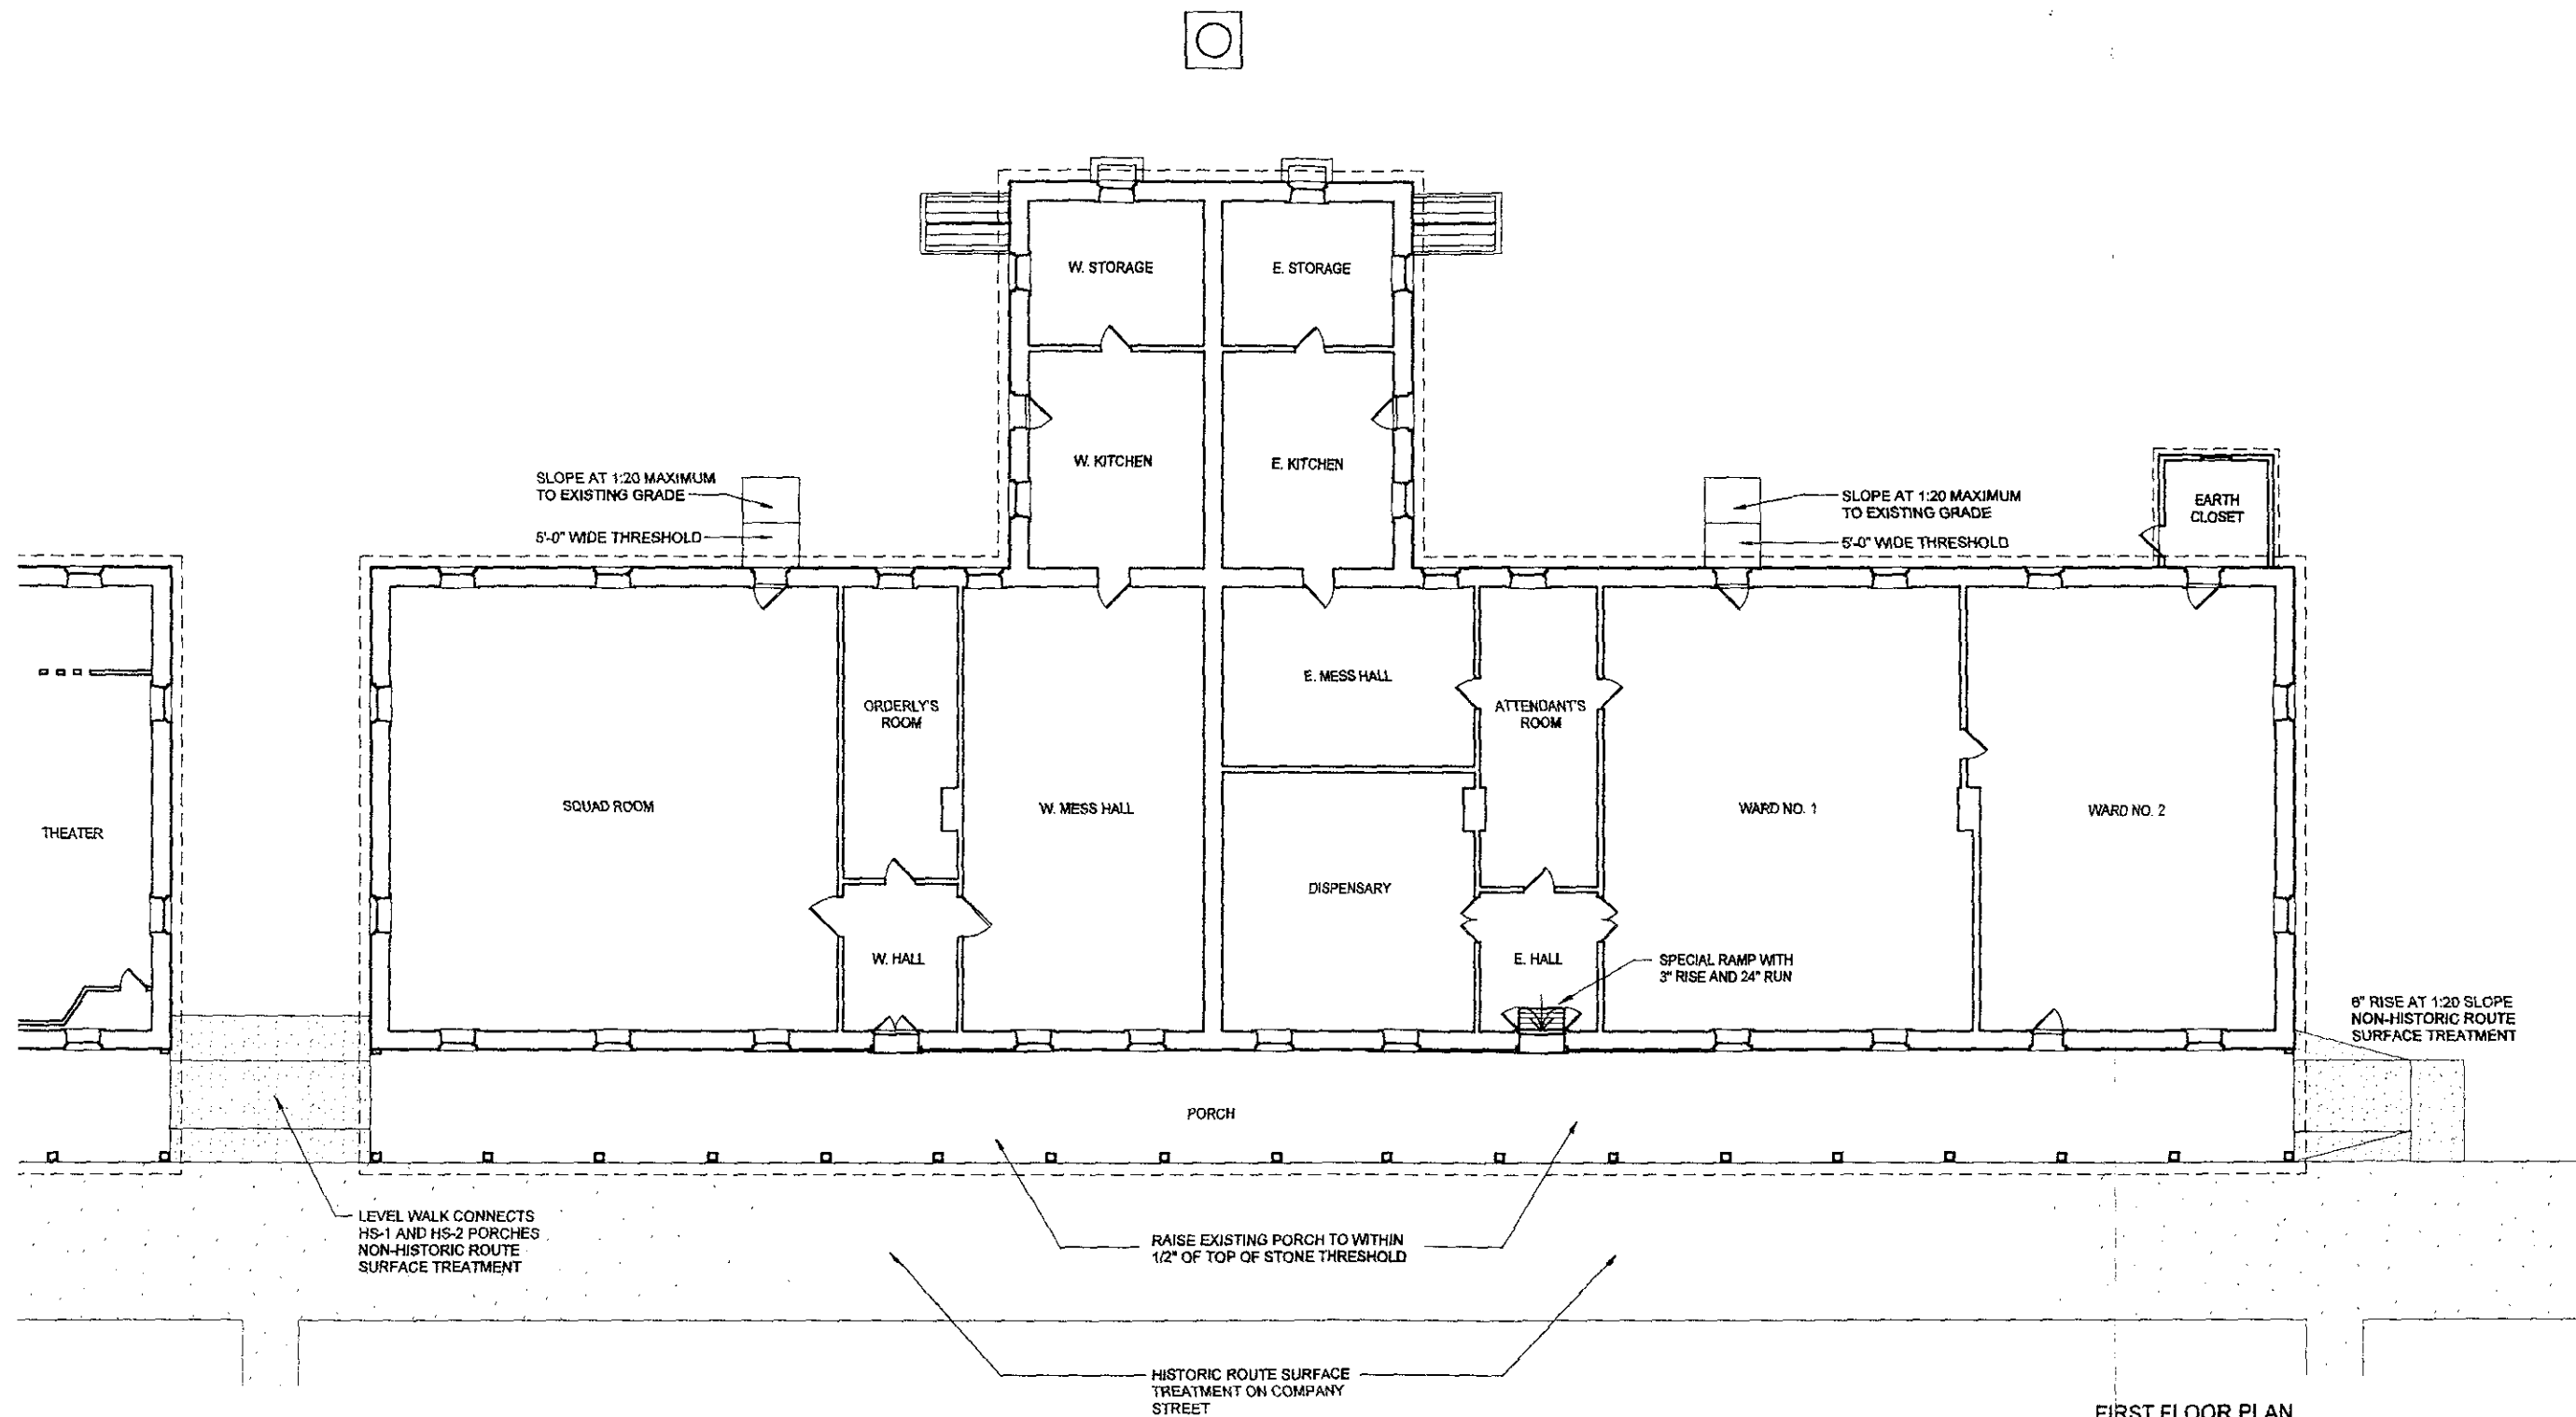 W. STORAGE
E. STORAGE
W. KITCHEN
E. KITCHEN
SLOPE AT 1:20 MAXIMUM
TO EXISTING GRADE
5'-0" WIDE THRESHOLD
SLOPE AT 1:20 MAXIMUM
TO EXISTING GRADE
5'-0" WIDE THRESHOLD
EARTH
CLOSET
E. MESS HALL
ORDERLY'S
ROOM
ATTENDANT'S
ROOM
THEATER
SQUAD ROOM
W. MESS HALL
WARD NO. 1
WARD NO. 2
DISPENSARY
W. HALL
E. HALL
SPECIAL RAMP WITH
3" RISE AND 24" RUN
6" RISE AT 1:20 SLOPE
NON-HISTORIC ROUTE
SURFACE TREATMENT
PORCH
LEVEL WALK CONNECTS
HS-1 AND HS-2 PORCHES
NON-HISTORIC ROUTE
SURFACE TREATMENT
RAISE EXISTING PORCH TO WITHIN
1/2" OF TOP OF STONE THRESHOLD
HISTORIC ROUTE SURFACE
TREATMENT ON COMPANY
STREET
FIRST FLOOR PLAN